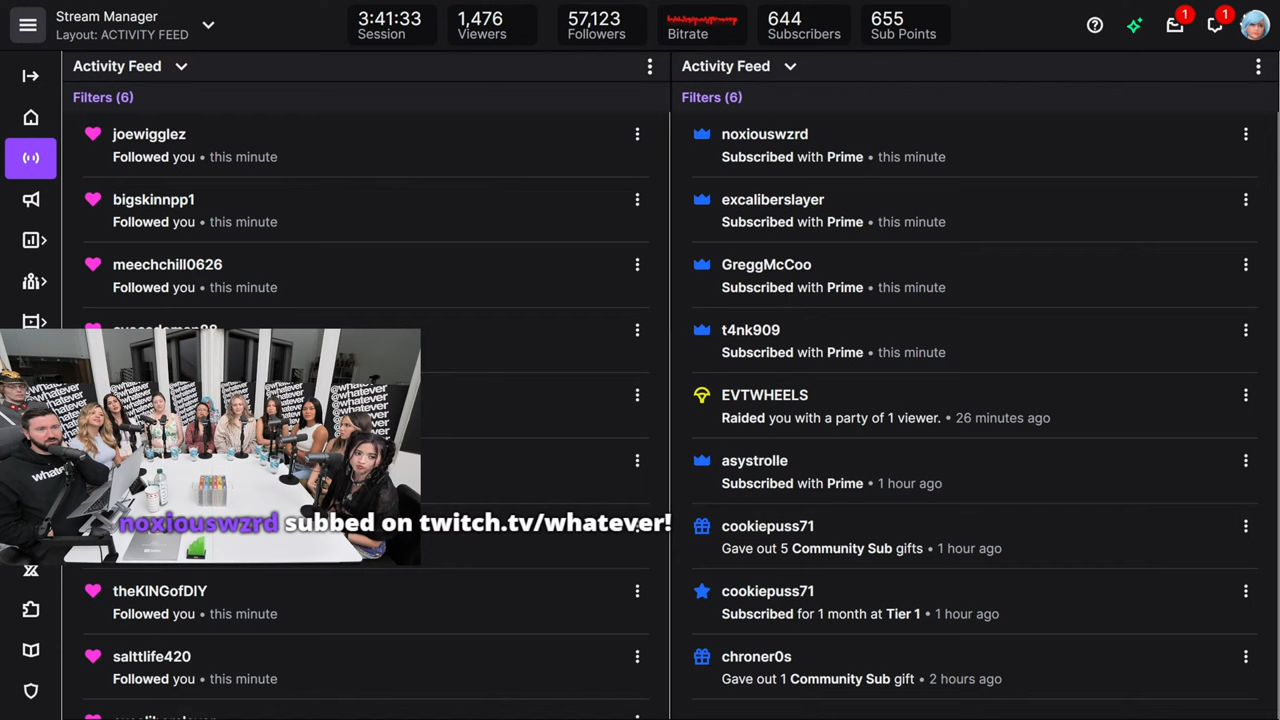 Stream Manager
Layout: ACTIVITY FEED
3:41:33
Session
1,476
Viewers
57,123
Followers
Bitrate
644
Subscribers
655
Sub Points
1
1
Activity Feed
Filters (6)
joewigglez
Followed you • this minute
bigskinnpp1
Followed you • this minute
meechchill0626
Followed you • this minute
@whatever
@whatever
@whatever
whatever
noxiouswzrd subbed on twitch.tv/whatever!
theKINGofDIY
Followed you • this minute
salttlife420
Followed you • this minute
Activity Feed
Filters (6)
noxiouswzrd
Subscribed with Prime • this minute
excaliberslayer
Subscribed with Prime • this minute
GreggMcCoo
Subscribed with Prime • this minute
t4nk909
Subscribed with Prime • this minute
EVTWHEELS
Raided you with a party of 1 viewer. • 26 minutes ago
asystrolle
Subscribed with Prime • 1 hour ago
cookiepuss71
Gave out 5 Community Sub gifts • 1 hour ago
cookiepuss71
Subscribed for 1 month at Tier 1 • 1 hour ago
chroner0s
Gave out 1 Community Sub gift • 2 hours ago